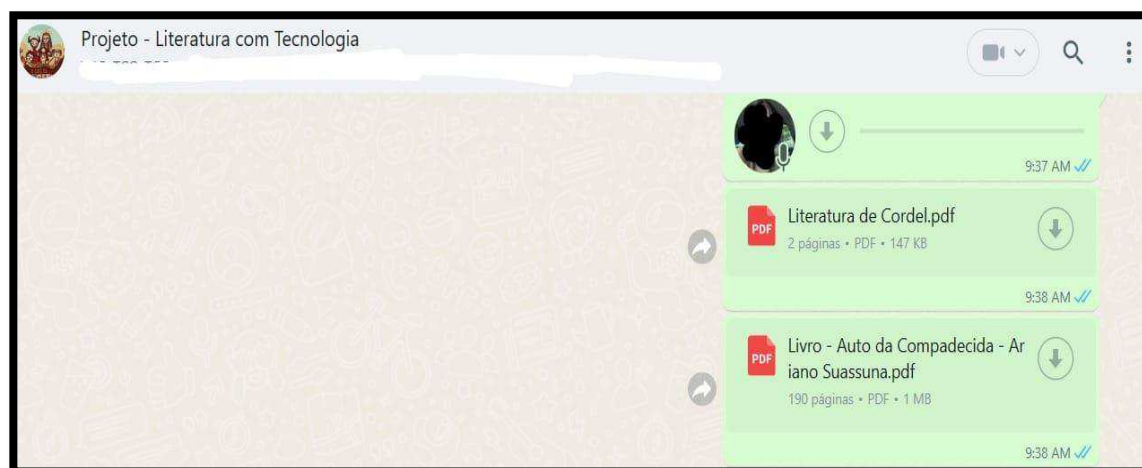 Projeto - Literatura com Tecnologia
9:37 AM
PDF
Literatura de Cordel.pdf
2 páginas • PDF • 147 KB
9:38 AM
PDF
Livro - Auto da Compadecida - Ar
iano Suassuna.pdf
190 páginas • PDF • 1 MB
9:38 AM